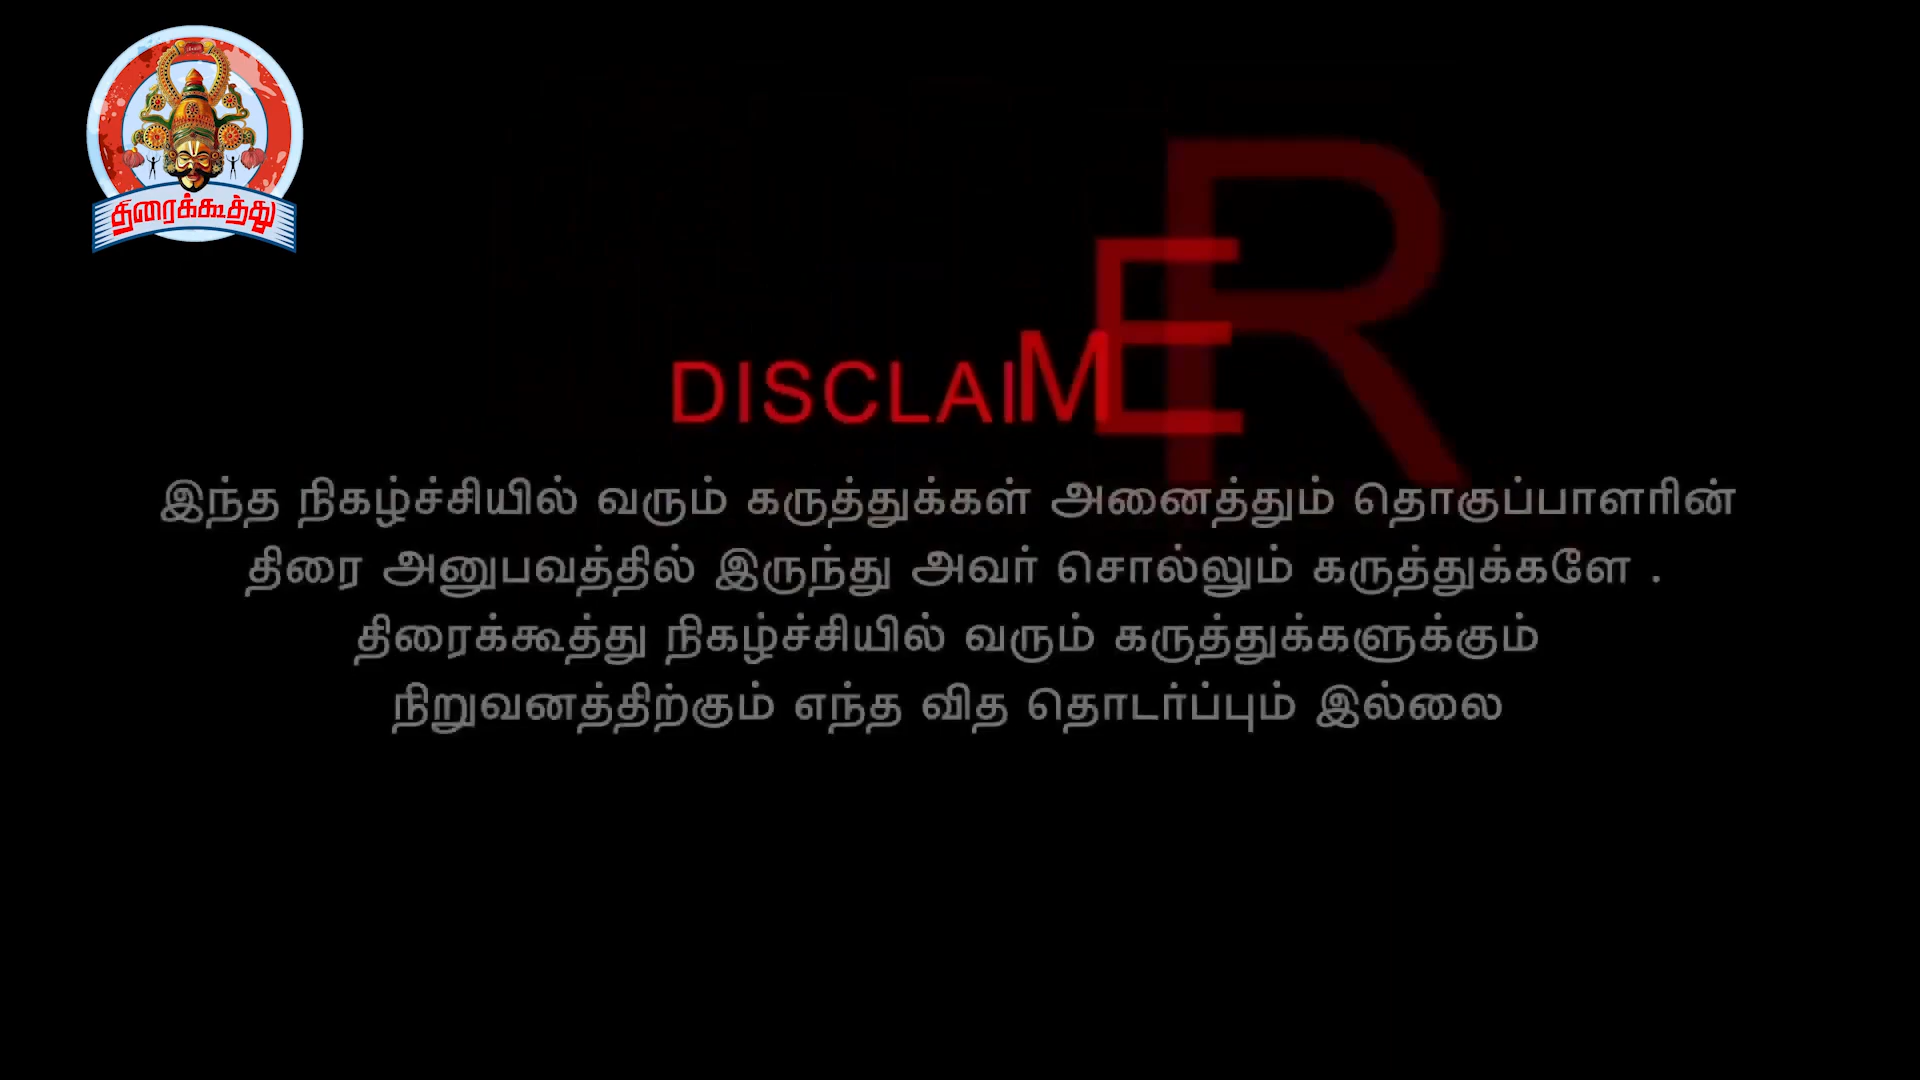 திரைக்கூத்து
DISCLAIMER
இந்த நிகழ்ச்சியில் வரும் கருத்துக்கள் அனைத்தும் தொகுப்பாளரின்
திரை அனுபவத்தில் இருந்து அவர் சொல்லும் கருத்துக்களே .
திரைக்கூத்து நிகழ்ச்சியில் வரும் கருத்துக்களுக்கும்
நிறுவனத்திற்கும் எந்த வித தொடர்ப்பும் இல்லை